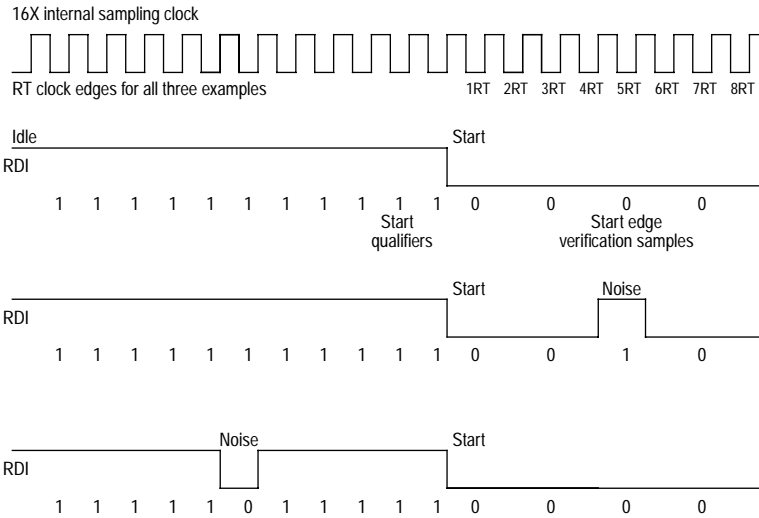 16X internal sampling clock
RT clock edges for all three examples
1RT 2RT 3RT 4RT 5RT 6RT 7RT 8RT
Idle
Start
RDI
1 1 1 1 1 1 1 1 1 1 1 0 0 0 0
Start
qualifiers
Start edge
verification samples
Start
Noise
RDI
1 1 1 1 1 1 1 1 1 1 1 0 0 1 0
Noise
Start
RDI
1 1 1 1 1 0 1 1 1 1 1 0 0 0 0